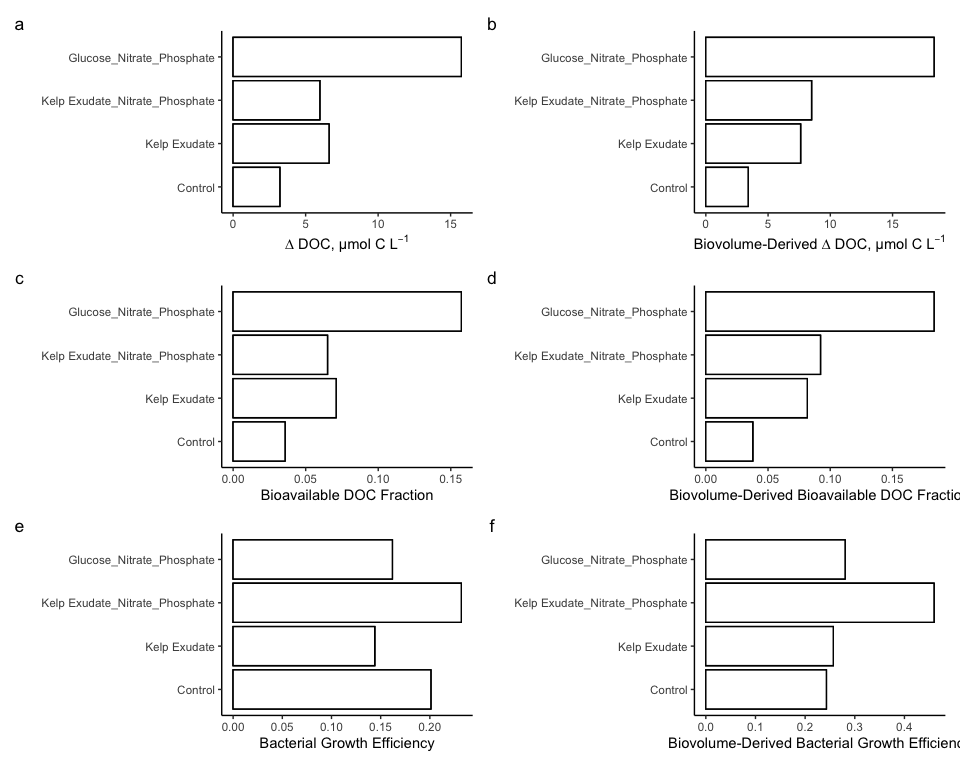 a
Glucose_Nitrate_Phosphate
Kelp Exudate_Nitrate_Phosphate
Kelp Exudate
Control
0 5 10 15
Δ DOC, μmol C L⁻¹
b
Glucose_Nitrate_Phosphate
Kelp Exudate_Nitrate_Phosphate
Kelp Exudate
Control
0 5 10 15
Biovolume-Derived Δ DOC, μmol C L⁻¹
c
Glucose_Nitrate_Phosphate
Kelp Exudate_Nitrate_Phosphate
Kelp Exudate
Control
0.00 0.05 0.10 0.15
Bioavailable DOC Fraction
d
Glucose_Nitrate_Phosphate
Kelp Exudate_Nitrate_Phosphate
Kelp Exudate
Control
0.00 0.05 0.10 0.15
Biovolume-Derived Bioavailable DOC Fractio
e
Glucose_Nitrate_Phosphate
Kelp Exudate_Nitrate_Phosphate
Kelp Exudate
Control
0.00 0.05 0.10 0.15 0.20
Bacterial Growth Efficiency
f
Glucose_Nitrate_Phosphate
Kelp Exudate_Nitrate_Phosphate
Kelp Exudate
Control
0.0 0.1 0.2 0.3 0.4
Biovolume-Derived Bacterial Growth Efficienc